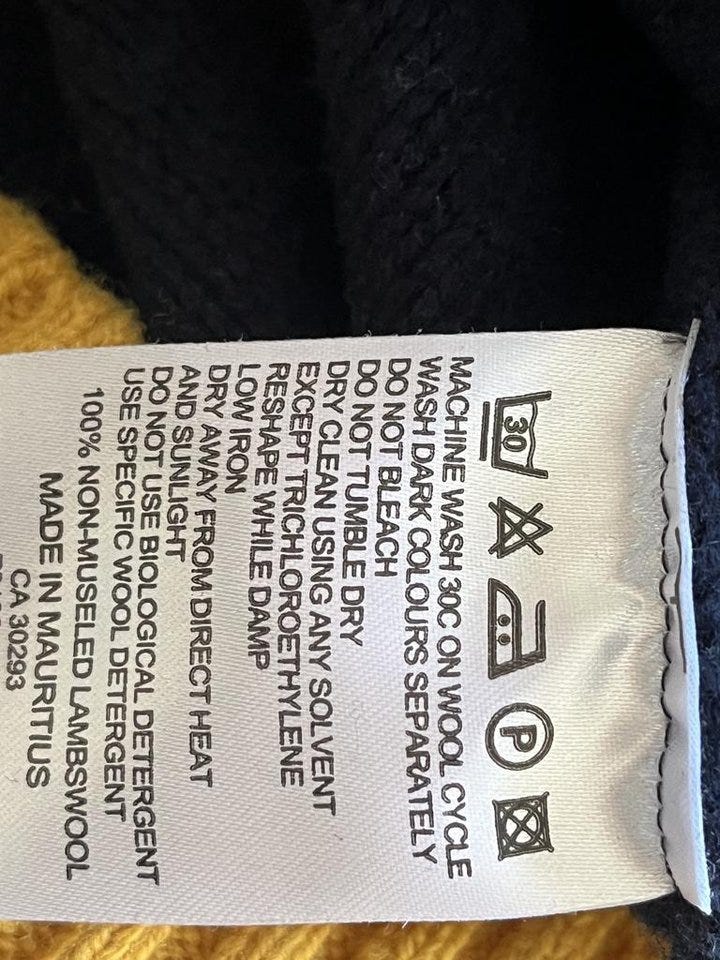 30
P
MACHINE WASH 30C ON WOOL CYCLE
WASH DARK COLOURS SEPARATELY
DO NOT BLEACH
DO NOT TUMBLE DRY
DRY CLEAN USING ANY SOLVENT
EXCEPT TRICHLOROETHYLENE
RESHAPE WHILE DAMP
LOW IRON
DRY AWAY FROM DIRECT HEAT
AND SUNLIGHT
DO NOT USE BIOLOGICAL DETERGENT
USE SPECIFIC WOOL DETERGENT
100% NON-MUSELED LAMBSWOOL
MADE IN MAURITIUS
CA 30293